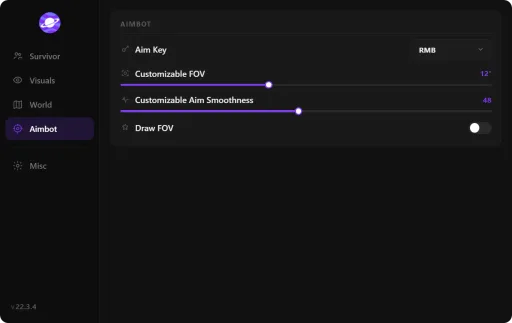 AIMBOT
Aim Key
RMB
Customizable FOV
12°
Customizable Aim Smoothness
48
Draw FOV
Survivor
Visuals
World
Aimbot
Misc
v 22.3.4